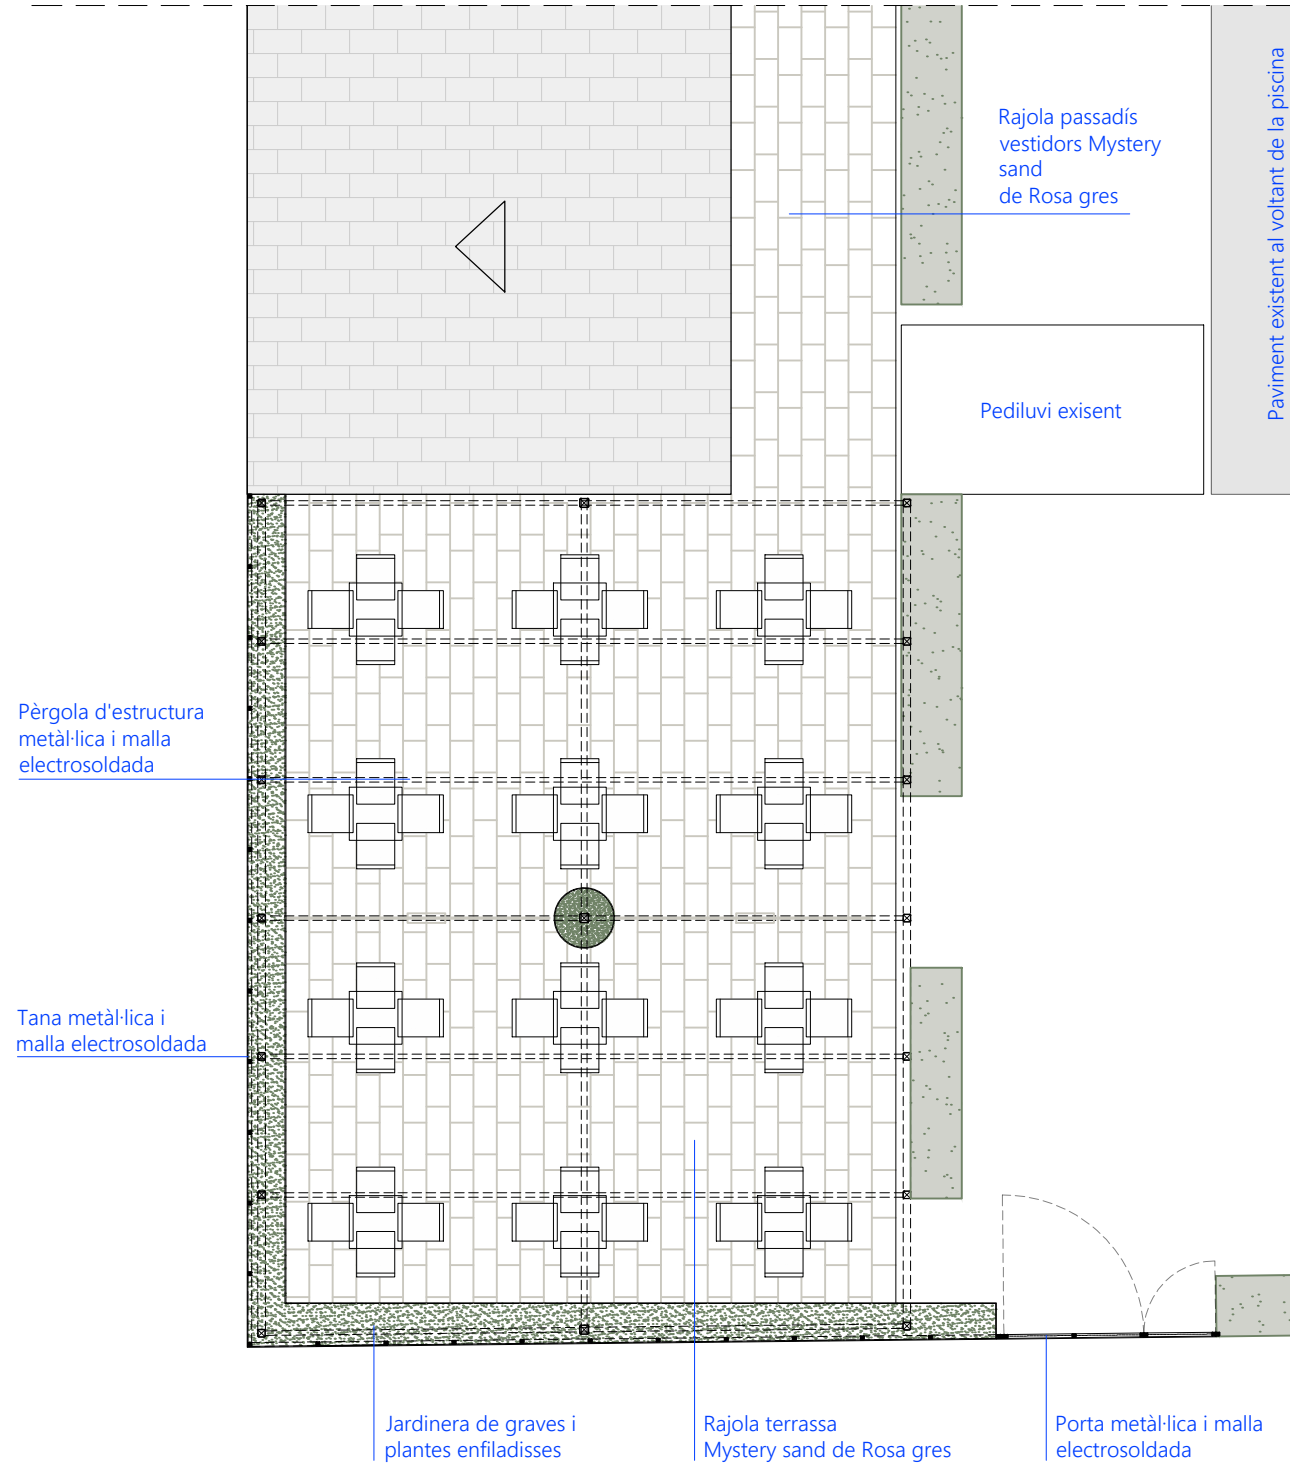 Rajola passadís
vestidors Mystery
sand
de Rosa gres
Paviment existent al voltant de la piscina
Pediluvi exisent
Pèrgola d'estructura
metàl·lica i malla
electrosoldada
Tana metàl·lica i
malla electrosoldada
Jardinera de graves i
plantes enfiladisses
Rajola terrassa
Mystery sand de Rosa gres
Porta metàl·lica i malla
electrosoldada